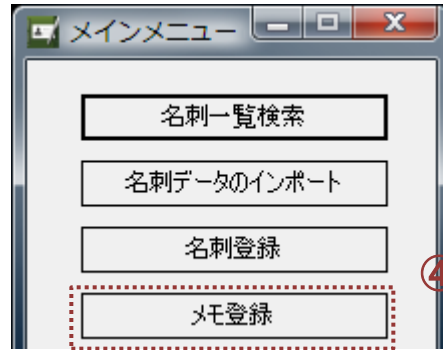 メインメニュー
名刺一覧検索
名刺データのインポート
名刺登録
④
メモ登録